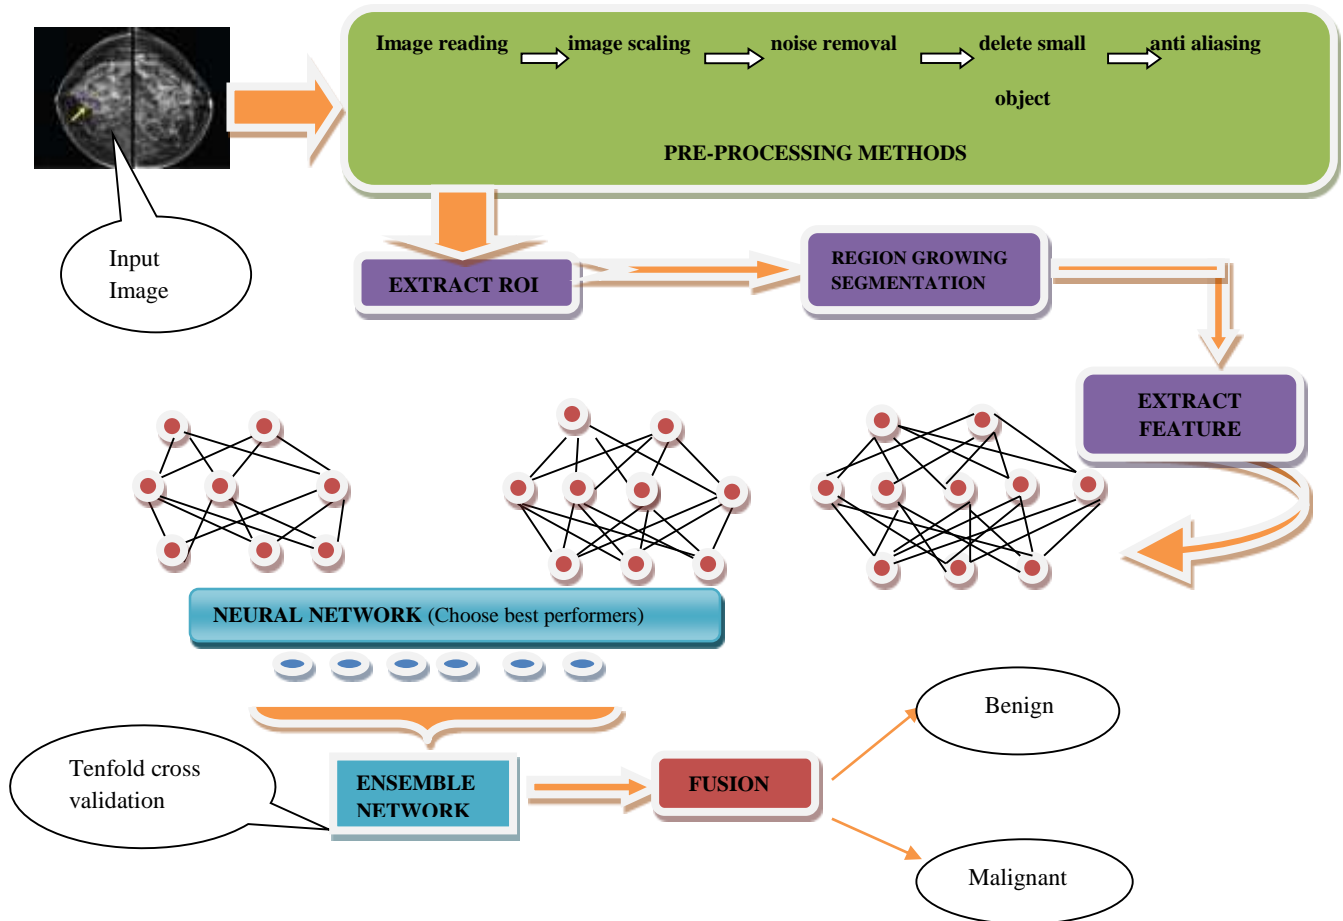 Image reading image scaling noise removal delete small anti aliasing
object
PRE-PROCESSING METHODS
Input
Image
EXTRACT ROI
REGION GROWING
SEGMENTATION
EXTRACT
FEATURE
NEURAL NETWORK (Choose best performers)
Tenfold cross
validation
ENSEMBLE
NETWORK
FUSION
Benign
Malignant